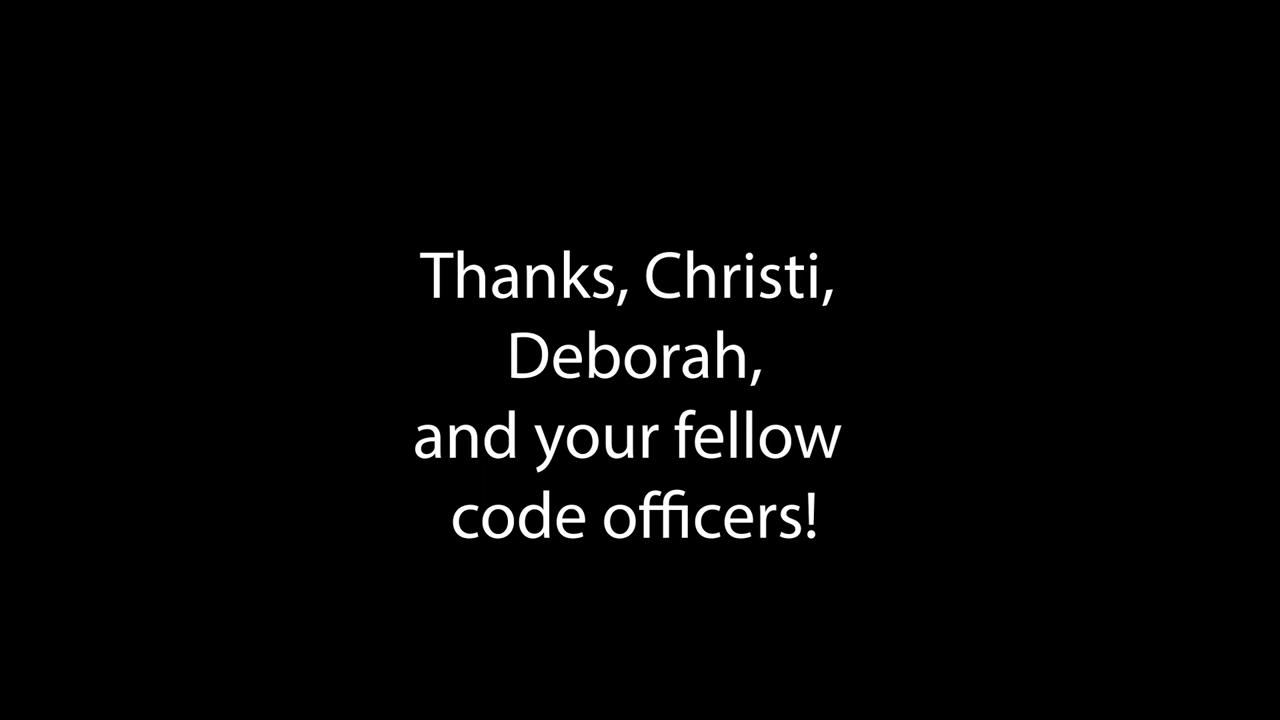 Thanks, Christi,
Deborah,
and your fellow
code officers!